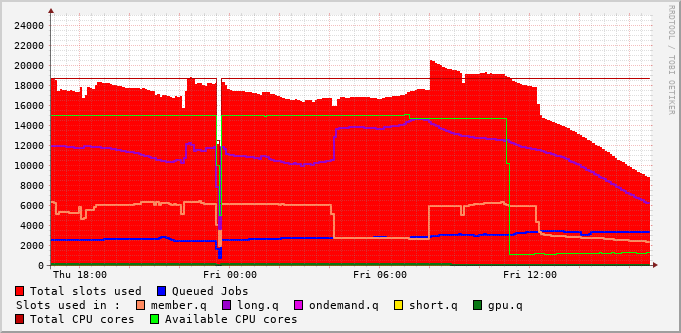 RRDTOOL / TOBI OETIKER
24000
22000
20000
18000
16000
14000
12000
10000
8000
6000
4000
2000
0
Thu 18:00 Fri 00:00 Fri 06:00 Fri 12:00
Total slots used Queued Jobs
Slots used in : member.q long.q ondemand.q short.q gpu.q
Total CPU cores Available CPU cores